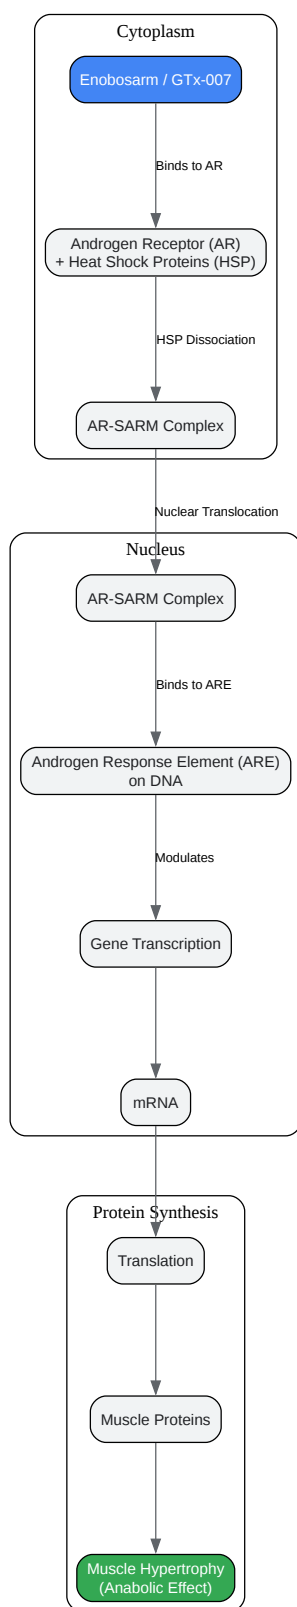 Cytoplasm
Enobosarm / GTx-007
Binds to AR
Androgen Receptor (AR)
+ Heat Shock Proteins (HSP)
HSP Dissociation
AR-SARM Complex
Nuclear Translocation
Nucleus
AR-SARM Complex
Binds to ARE
Androgen Response Element (ARE)
on DNA
Modulates
Gene Transcription
mRNA
Protein Synthesis
Translation
Muscle Proteins
Muscle Hypertrophy
(Anabolic Effect)